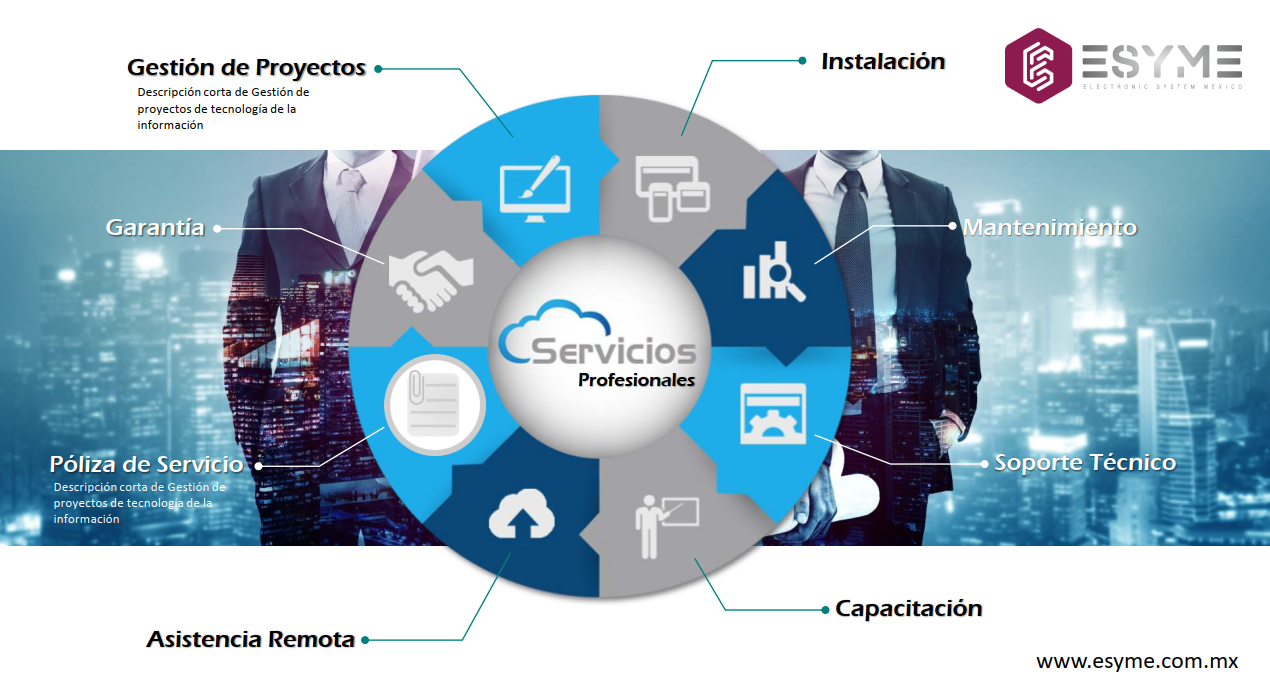 Gestión de Proyectos
Descripción corta de Gestión de
proyectos de tecnología de la
información
Instalación
ESYME
ELECTRONIC SYSTEM MEXICO
Garantía
Mantenimiento
Servicios
Profesionales
Póliza de Servicio
Descripción corta de Gestión de
proyectos de tecnología de la
información
Soporte Técnico
Asistencia Remota
Capacitación
www.esyme.com.mx